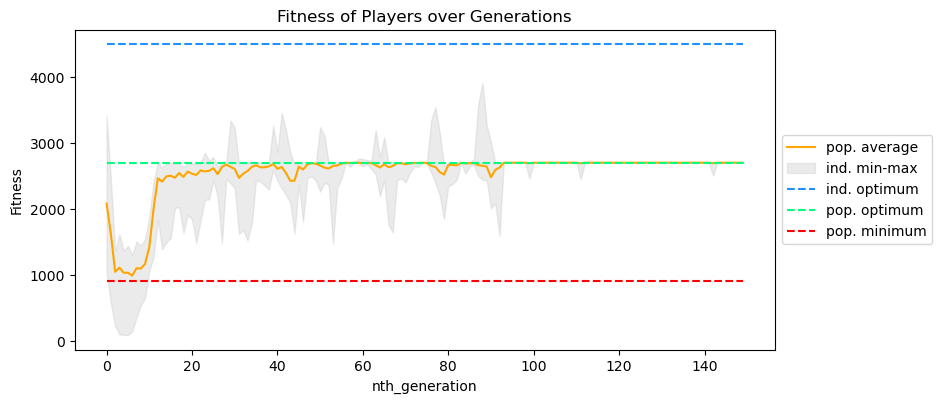 Fitness of Players over Generations
Fitness
4000
3000
2000
1000
0
0 20 40 60 80 100 120 140
nth_generation
pop. average
ind. min-max
ind. optimum
pop. optimum
pop. minimum